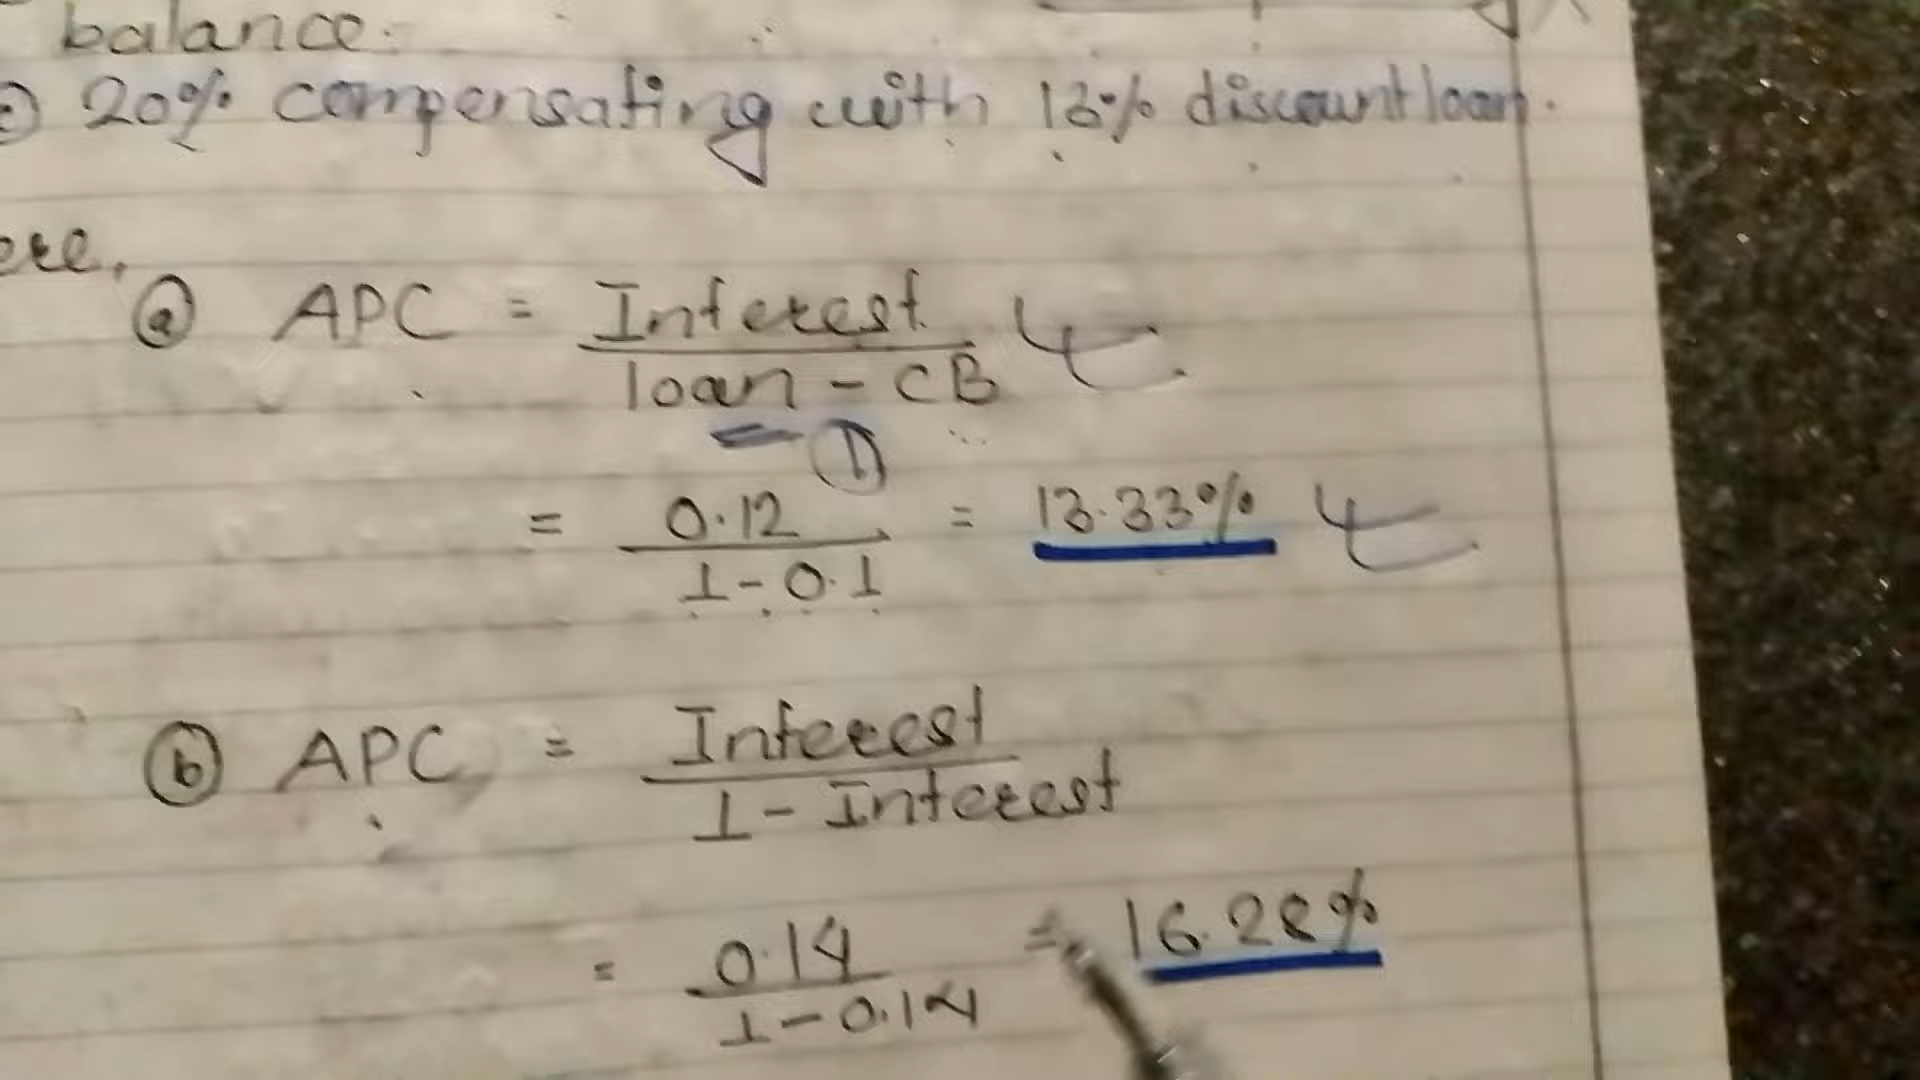 balance.
c) 20% compensating with 13% discount loan.
ere,
(a) APC = Interest / loan - CB
(1)
= 0.12 / 1 - 0.1 = 13.33%
(b) APC = Interest / 1 - Interest
= 0.14 / 1 - 0.14 = 16.28%